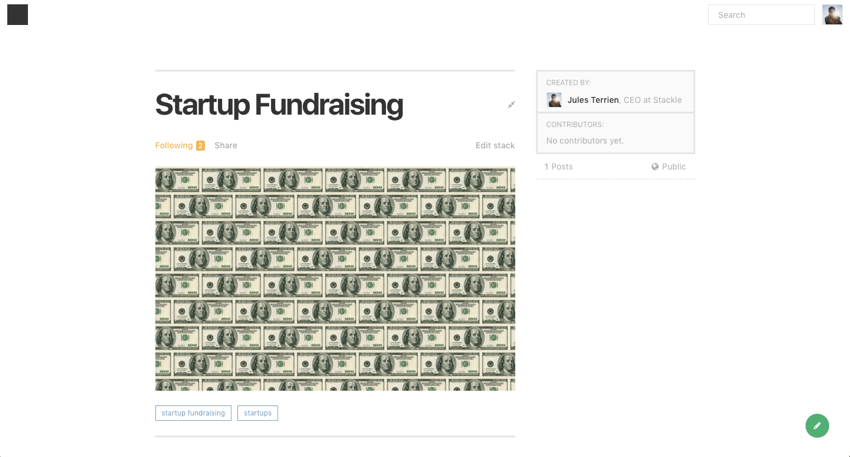 Search
Startup Fundraising
Following 2 Share Edit stack
startup fundraising startups
CREATED BY:
Jules Terrien, CEO at Stackle
CONTRIBUTORS:
No contributors yet.
1 Posts Public